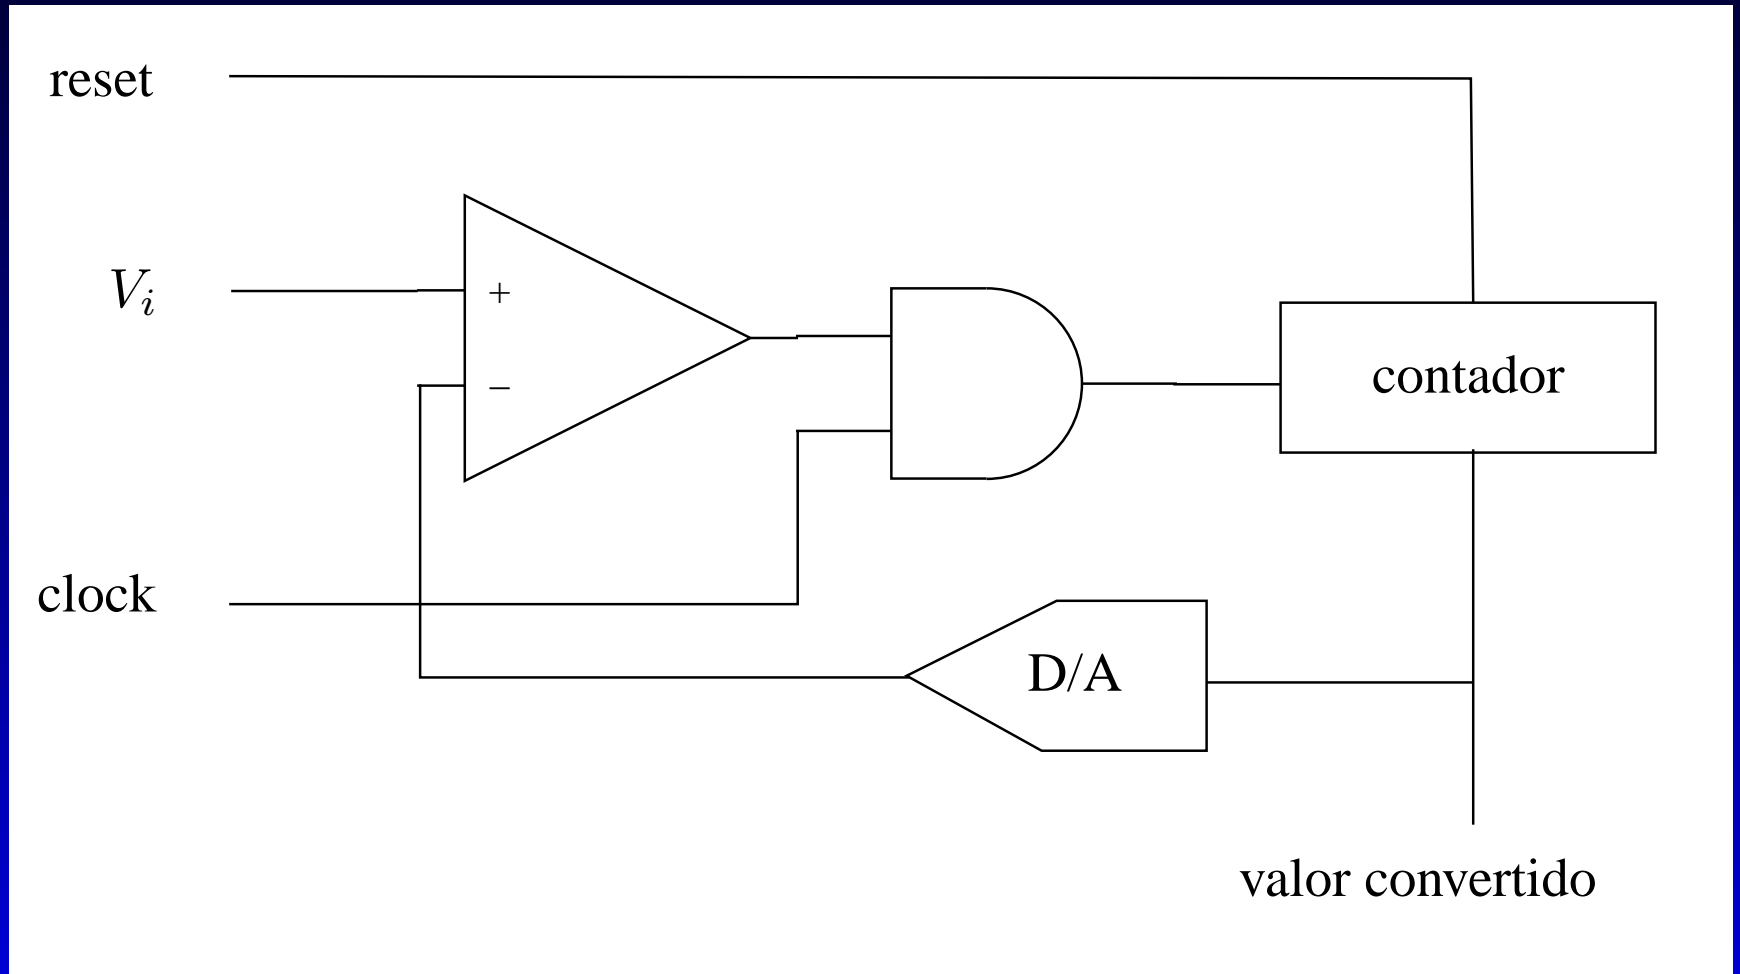 reset
V_i
+
−
contador
clock
D/A
valor convertido